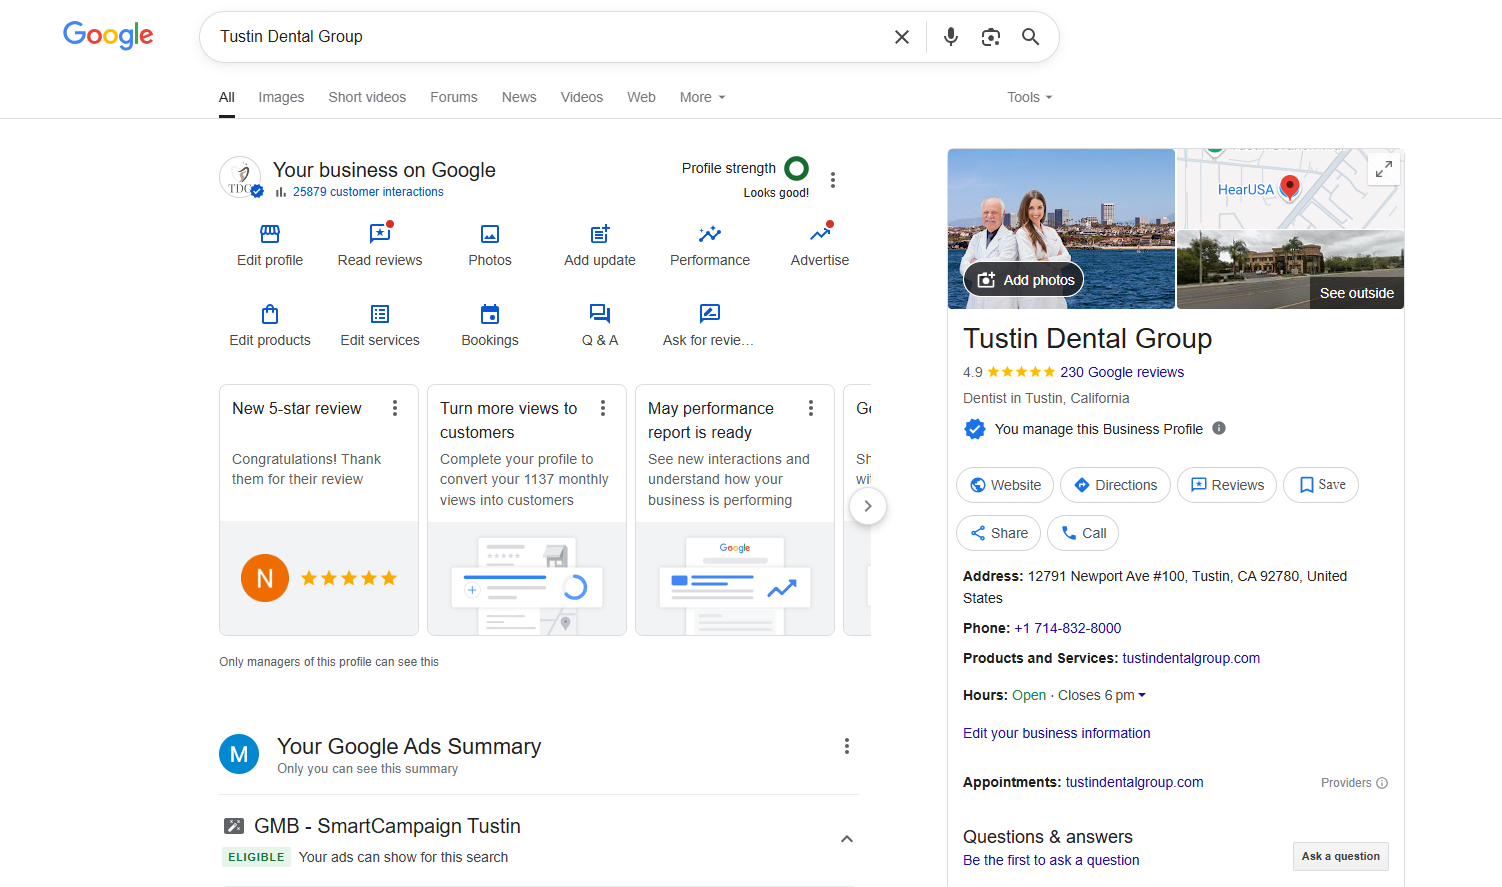 Google
Tustin Dental Group
All
Images
Short videos
Forums
News
Videos
Web
More
Tools
TDG
Your business on Google
25879 customer interactions
Profile strength
Looks good!
Edit profile
Read reviews
Photos
Add update
Performance
Advertise
Edit products
Edit services
Bookings
Q & A
Ask for revie…
New 5-star review
Congratulations! Thank
them for their review
N
Turn more views to
customers
Complete your profile to
convert your 1137 monthly
views into customers
May performance
report is ready
See new interactions and
understand how your
business is performing
Google
Only managers of this profile can see this
M
Your Google Ads Summary
Only you can see this summary
GMB - SmartCampaign Tustin
ELIGIBLE
Your ads can show for this search
HearUSA
Add photos
See outside
Tustin Dental Group
4.9
230 Google reviews
Dentist in Tustin, California
You manage this Business Profile
Website
Directions
Reviews
Save
Share
Call
Address: 12791 Newport Ave #100, Tustin, CA 92780, United
States
Phone: +1 714-832-8000
Products and Services: tustindentalgroup.com
Hours: Open · Closes 6 pm
Edit your business information
Appointments: tustindentalgroup.com
Providers
Questions & answers
Be the first to ask a question
Ask a question